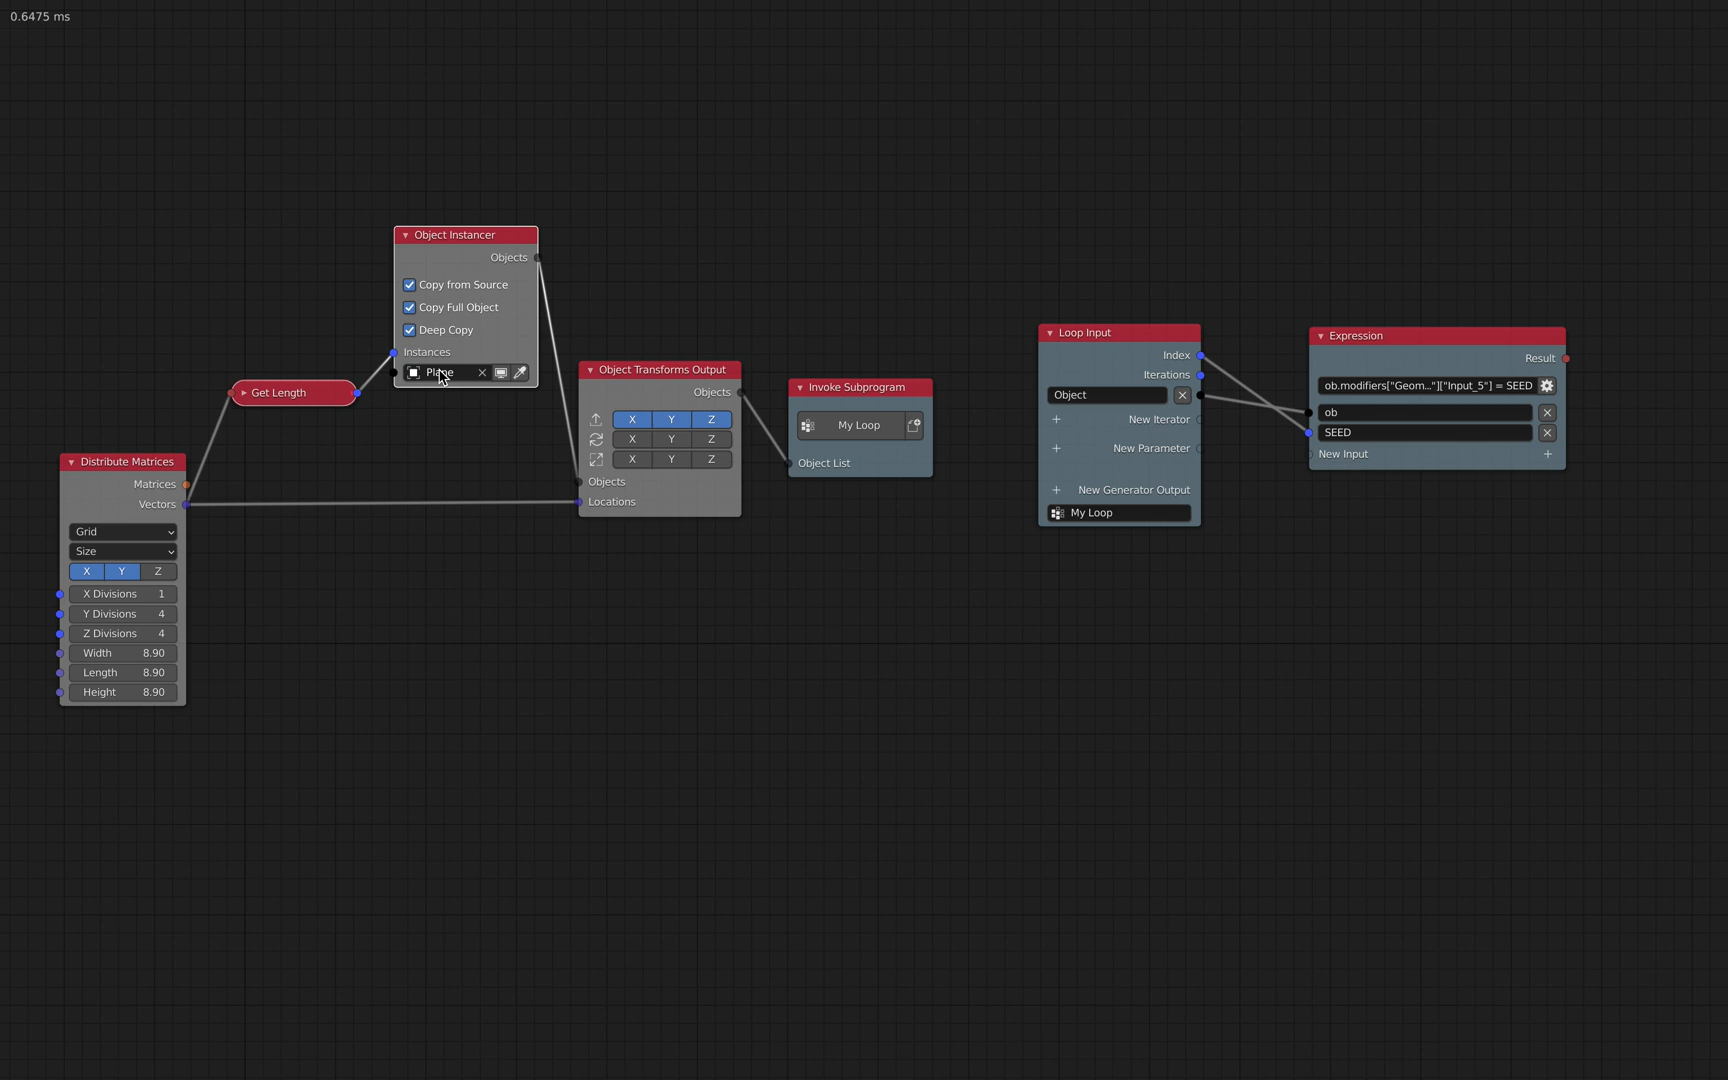 0.6475 ms
Object Instancer
Objects
Copy from Source
Copy Full Object
Deep Copy
Instances
Plane
Get Length
Distribute Matrices
Matrices
Vectors
Grid
Size
X Y Z
X Divisions 1
Y Divisions 4
Z Divisions 4
Width 8.90
Length 8.90
Height 8.90
Object Transforms Output
Objects
X Y Z
X Y Z
X Y Z
Objects
Locations
Invoke Subprogram
My Loop
Object List
Loop Input
Index
Iterations
Object
New Iterator
New Parameter
New Generator Output
My Loop
Expression
Result
ob.modifiers["Geom..."]["Input_5"] = SEED
ob
SEED
New Input